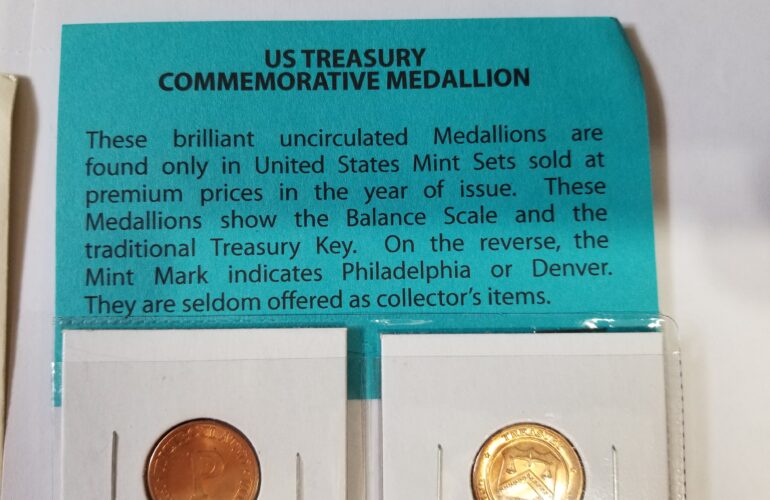 US TREASURY
COMMEMORATIVE MEDALLION
These brilliant uncirculated Medallions are
found only in United States Mint Sets sold at
premium prices in the year of issue. These
Medallions show the Balance Scale and the
traditional Treasury Key. On the reverse, the
Mint Mark indicates Philadelphia or Denver.
They are seldom offered as collector's items.
P